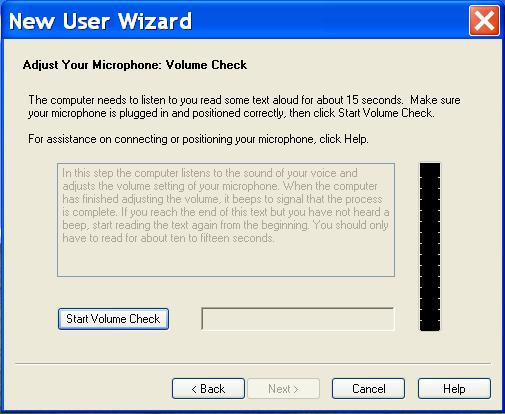 New User Wizard
Adjust Your Microphone: Volume Check
The computer needs to listen to you read some text aloud for about 15 seconds. Make sure
your microphone is plugged in and positioned correctly, then click Start Volume Check.
For assistance on connecting or positioning your microphone, click Help.
In this step the computer listens to the sound of your voice and
adjusts the volume setting of your microphone. When the computer
has finished adjusting the volume, it beeps to signal that the process
is complete. If you reach the end of this text but you have not heard a
beep, start reading the text again from the beginning. You should only
have to read for about ten to fifteen seconds.
Start Volume Check
< Back
Next >
Cancel
Help